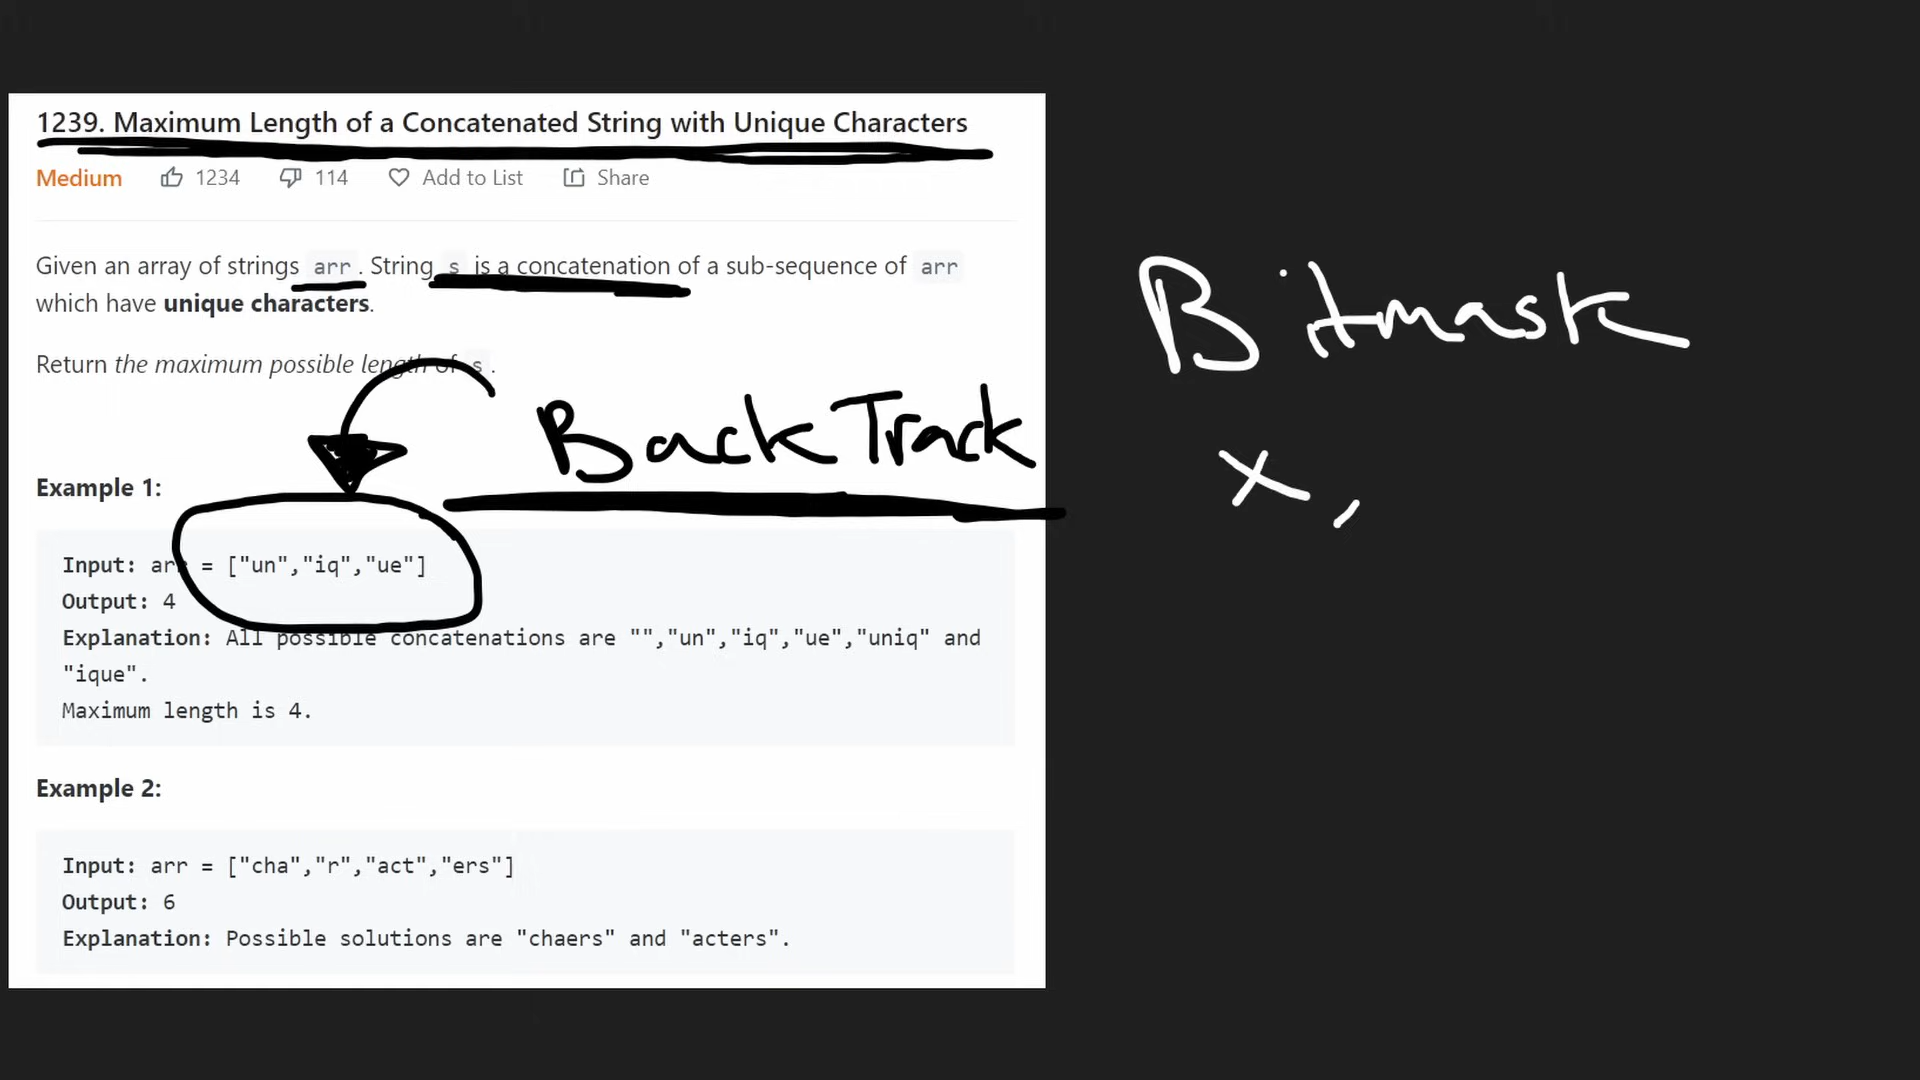 1239. Maximum Length of a Concatenated String with Unique Characters
Medium 1234 114 Add to List Share
Given an array of strings arr . String s is a concatenation of a sub-sequence of arr
which have unique characters.
Return the maximum possible length of s .
BackTrack
Example 1:
Input: arr = ["un","iq","ue"]
Output: 4
Explanation: All possible concatenations are "","un","iq","ue","uniq" and
"ique".
Maximum length is 4.
Example 2:
Input: arr = ["cha","r","act","ers"]
Output: 6
Explanation: Possible solutions are "chaers" and "acters".
Bitmask
x,